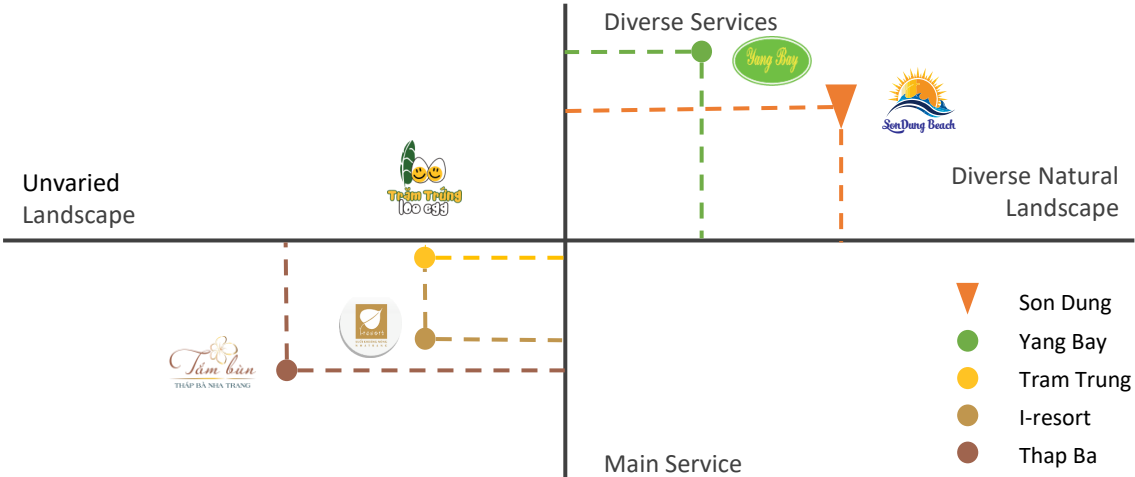 Diverse Services
Yang Bay
SonDung Beach
Trăm Trứng
100 egg
Unvaried
Landscape
Diverse Natural
Landscape
I-resort
Tắm bùn
THÁP BÀ NHA TRANG
Son Dung
Yang Bay
Tram Trung
I-resort
Thap Ba
Main Service